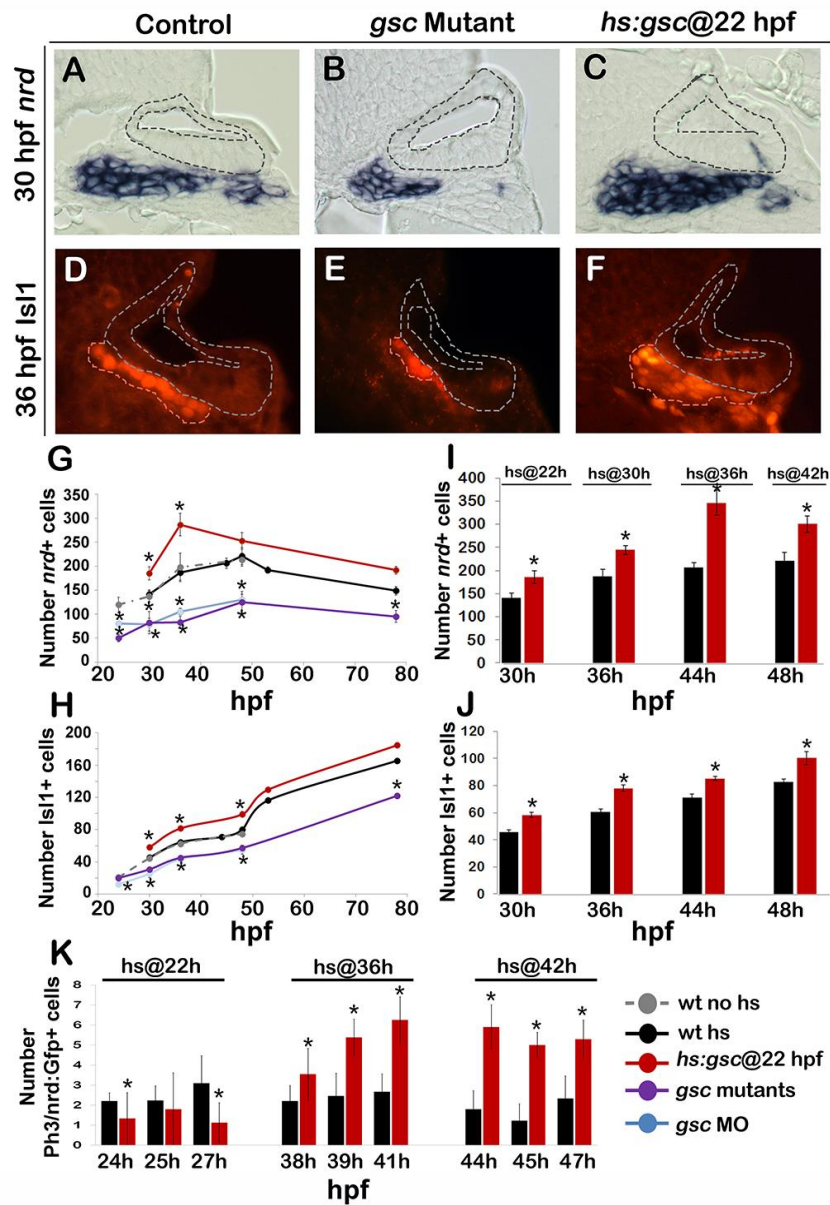 Control
gsc Mutant
hs:gsc@22 hpf
30 hpf nrd
A
B
C
36 hpf Isl1
D
E
F
G
Number nrd+ cells
350
300
250
200
150
100
50
0
* * * * * * * * * * *
20 30 40 50 60 70 80
hpf
I
hs@22h hs@30h hs@36h hs@42h
Number nrd+ cells
400
350
300
250
200
150
100
50
0
* * * *
30h 36h 44h 48h
hpf
H
Number Isl1+ cells
200
160
120
80
40
0
* * * * * * * *
20 30 40 50 60 70 80
hpf
J
Number Isl1+ cells
120
100
80
60
40
20
0
* * * *
30h 36h 44h 48h
hpf
K
hs@22h hs@36h hs@42h
Number
Ph3/nrd:Gfp+ cells
8
7
6
5
4
3
2
1
0
* * * * * * * *
24h 25h 27h 38h 39h 41h 44h 45h 47h
hpf
wt no hs
wt hs
hs:gsc@22 hpf
gsc mutants
gsc MO